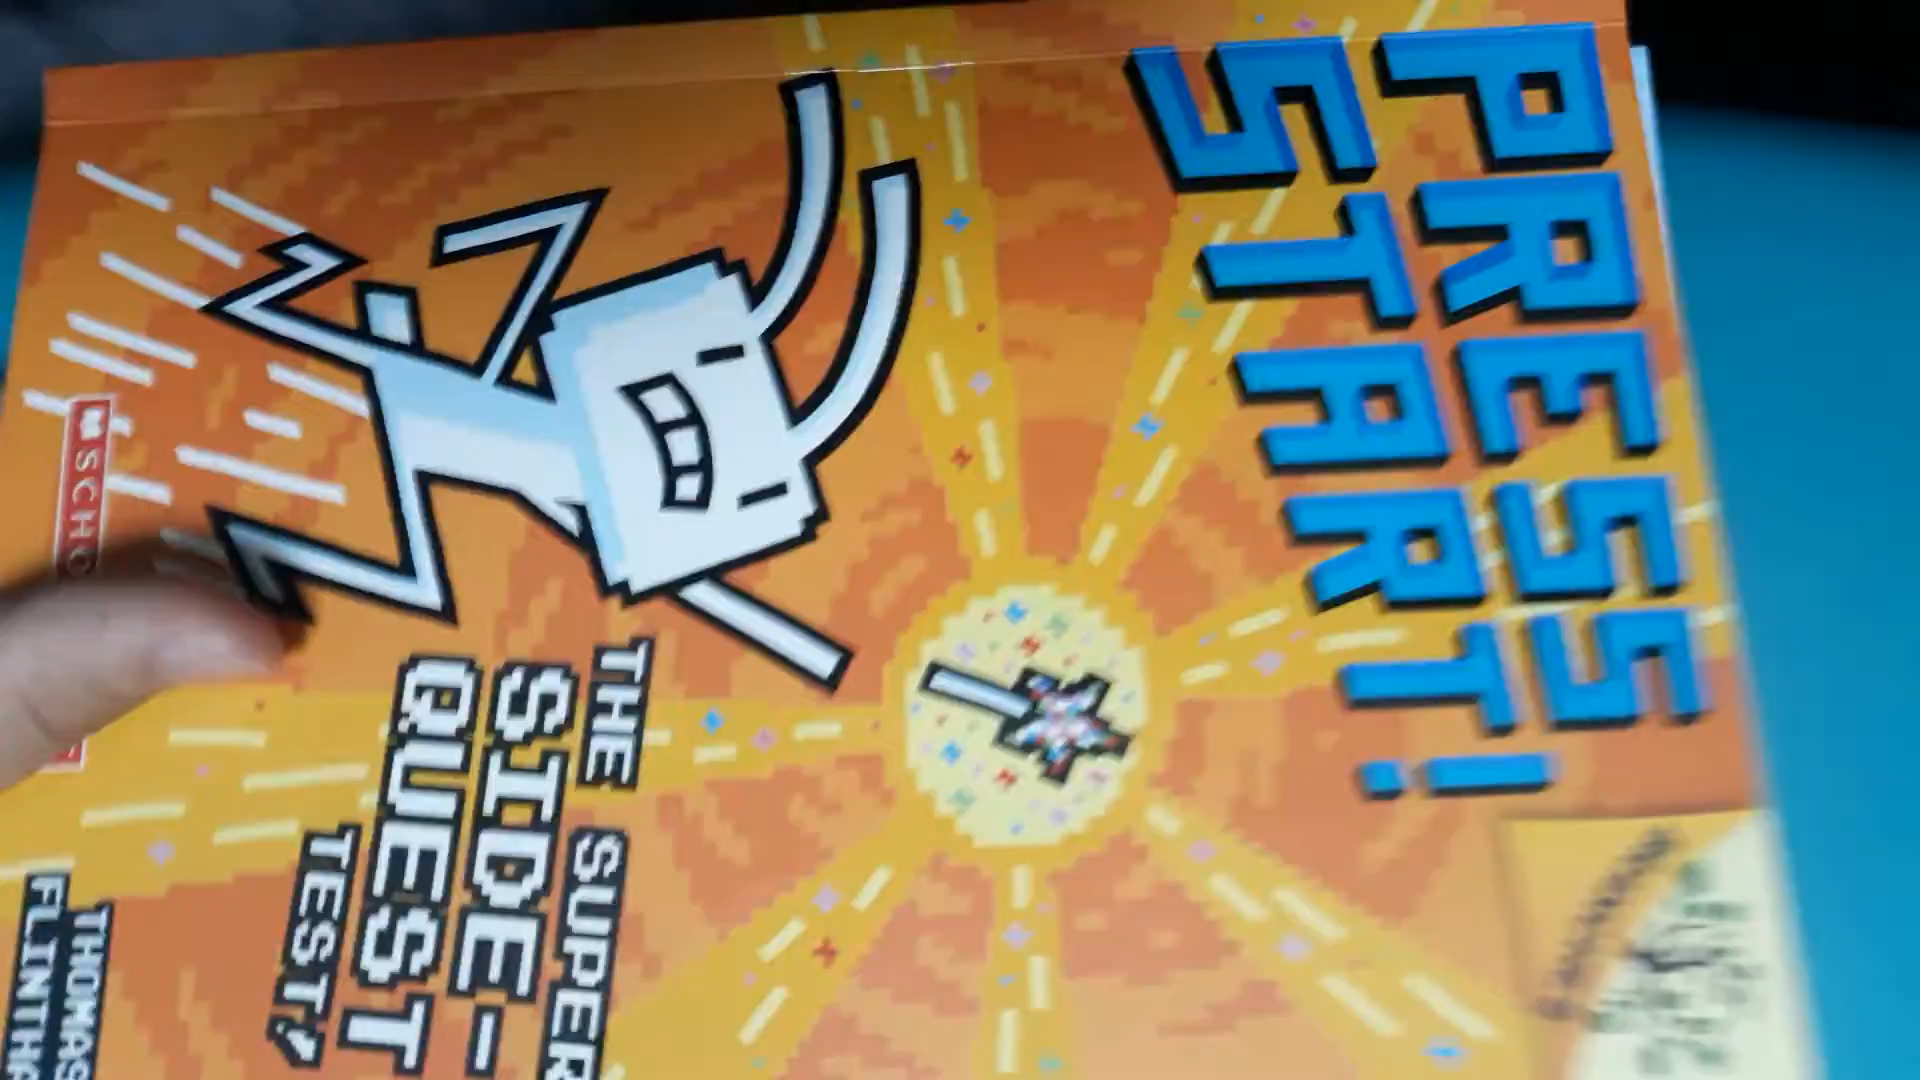 PRESS
START!
THE SUPER
SIDE-
QUEST
TEST!
THOMAS
FLINTHA
SCHO